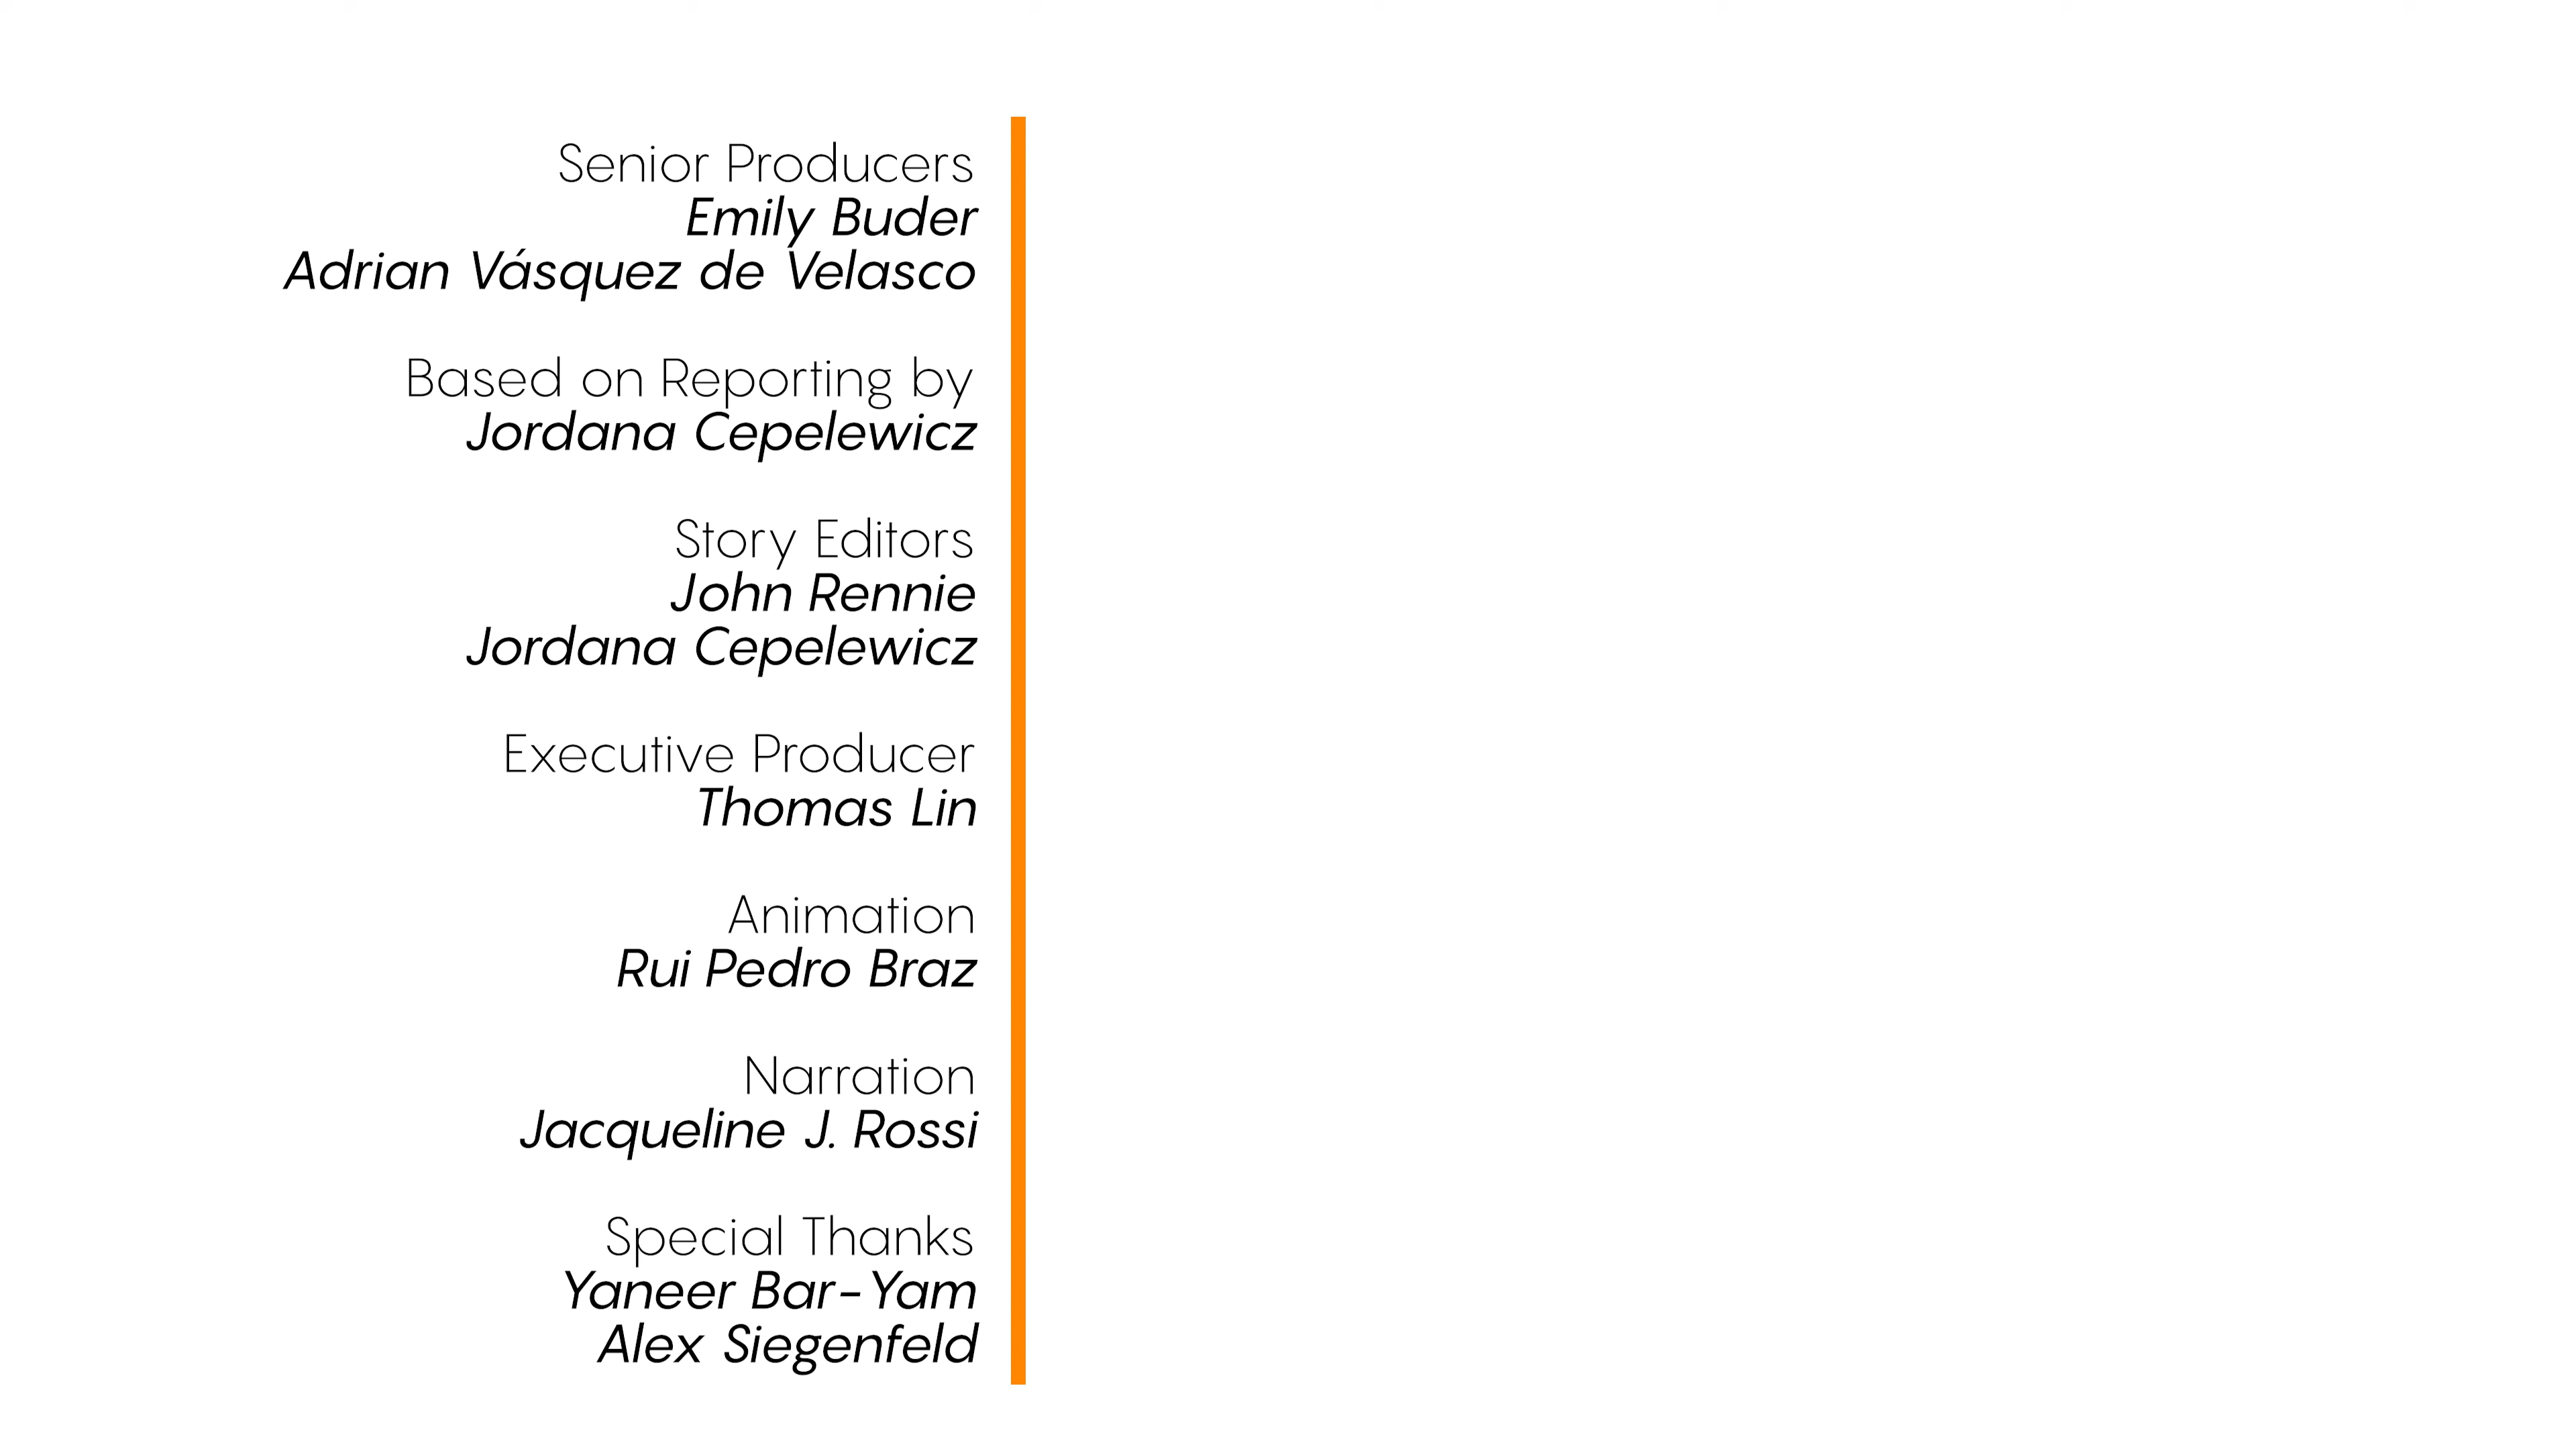 Senior Producers
Emily Buder
Adrian Vásquez de Velasco
Based on Reporting by
Jordana Cepelewicz
Story Editors
John Rennie
Jordana Cepelewicz
Executive Producer
Thomas Lin
Animation
Rui Pedro Braz
Narration
Jacqueline J. Rossi
Special Thanks
Yaneer Bar-Yam
Alex Siegenfeld